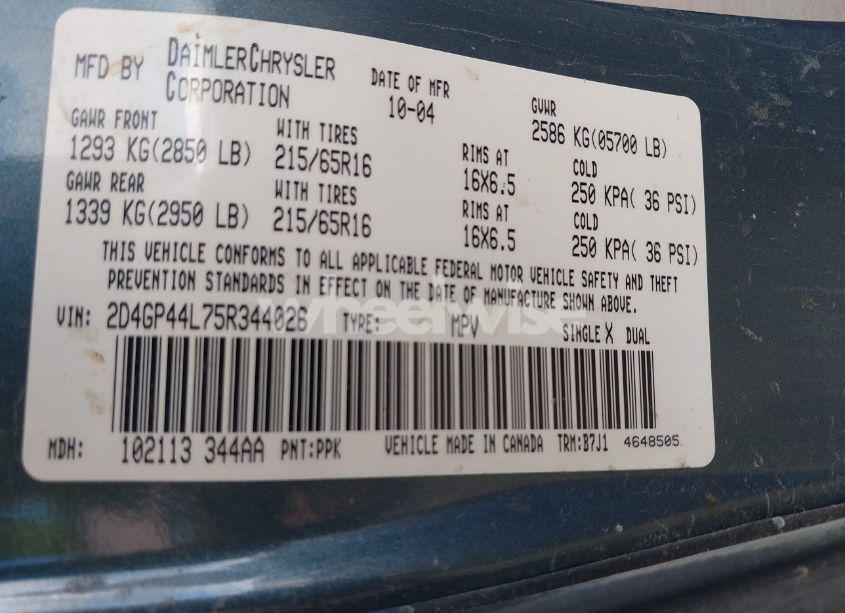 MFD BY DAIMLERCHRYSLER CORPORATION DATE OF MFR 10-04 GVWR 2586 KG(05700 LB)
GAWR FRONT WITH TIRES RIMS AT COLD
1293 KG(2850 LB) 215/65R16 16X6.5 250 KPA( 36 PSI)
GAWR REAR WITH TIRES RIMS AT COLD
1339 KG(2950 LB) 215/65R16 16X6.5 250 KPA( 36 PSI)
THIS VEHICLE CONFORMS TO ALL APPLICABLE FEDERAL MOTOR VEHICLE SAFETY AND THEFT
PREVENTION STANDARDS IN EFFECT ON THE DATE OF MANUFACTURE SHOWN ABOVE.
wheelwise
VIN: 2D4GP44L75R344026 TYPE: MPV SINGLE X DUAL
MDH: 102113 344AA PNT:PPK VEHICLE MADE IN CANADA TRM:B7J1 4648505